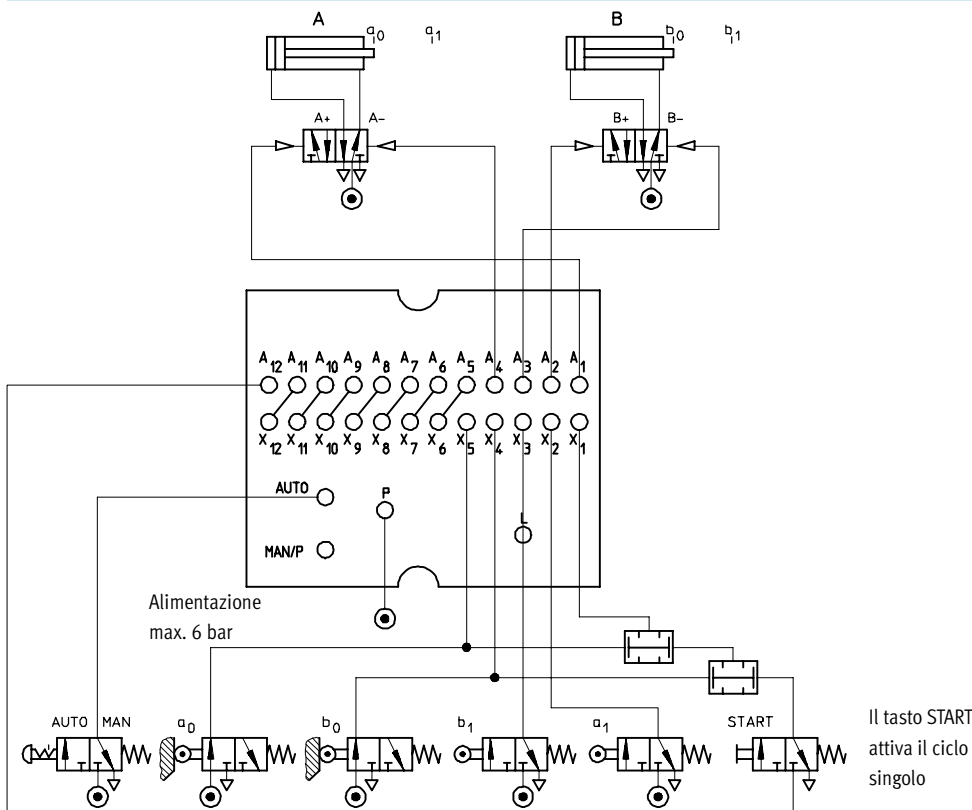 A B
a0 a1 b0 b1
A+ A- B+ B-
A12 A11 A10 A9 A8 A7 A6 A5 A4 A3 A2 A1
X12 X11 X10 X9 X8 X7 X6 X5 X4 X3 X2 X1
AUTO P L
MAN/P
Alimentazione
max. 6 bar
AUTO MAN a0 b0 b1 a1 START
Il tasto START
attiva il ciclo
singolo